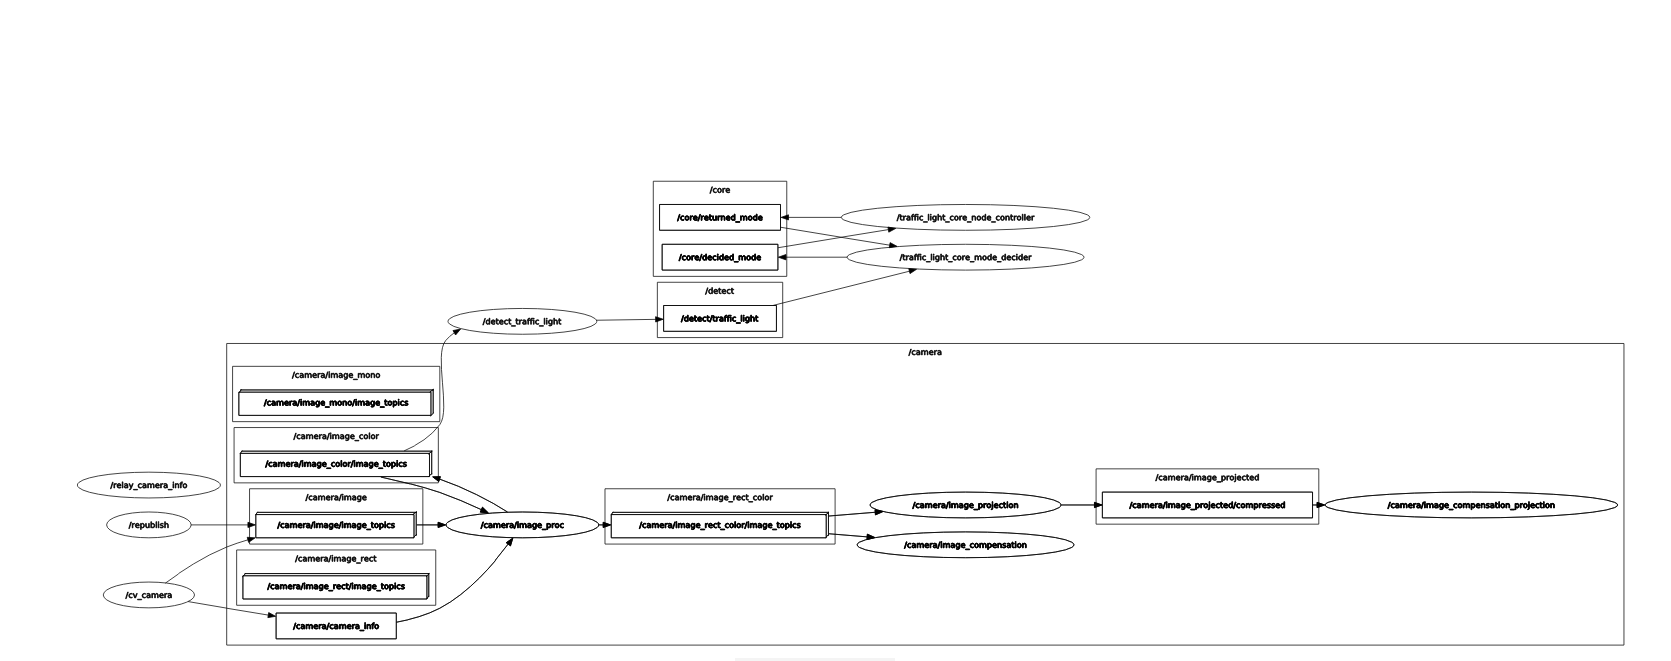 /core
/core/returned_mode
/traffic_light_core_node_controller
/core/decided_mode
/traffic_light_core_mode_decider
/detect
/detect_traffic_light
/detect/traffic_light
/camera
/camera/image_mono
/camera/image_mono/image_topics
/camera/image_color
/camera/image_color/image_topics
/relay_camera_info
/camera/image
/camera/image_rect_color
/camera/image_projected
/camera/image_projection
/camera/image_projected/compressed
/camera/image_compensation_projection
/republish
/camera/image/image_topics
/camera/image_proc
/camera/image_rect_color/image_topics
/camera/image_compensation
/camera/image_rect
/camera/image_rect/image_topics
/cv_camera
/camera/camera_info